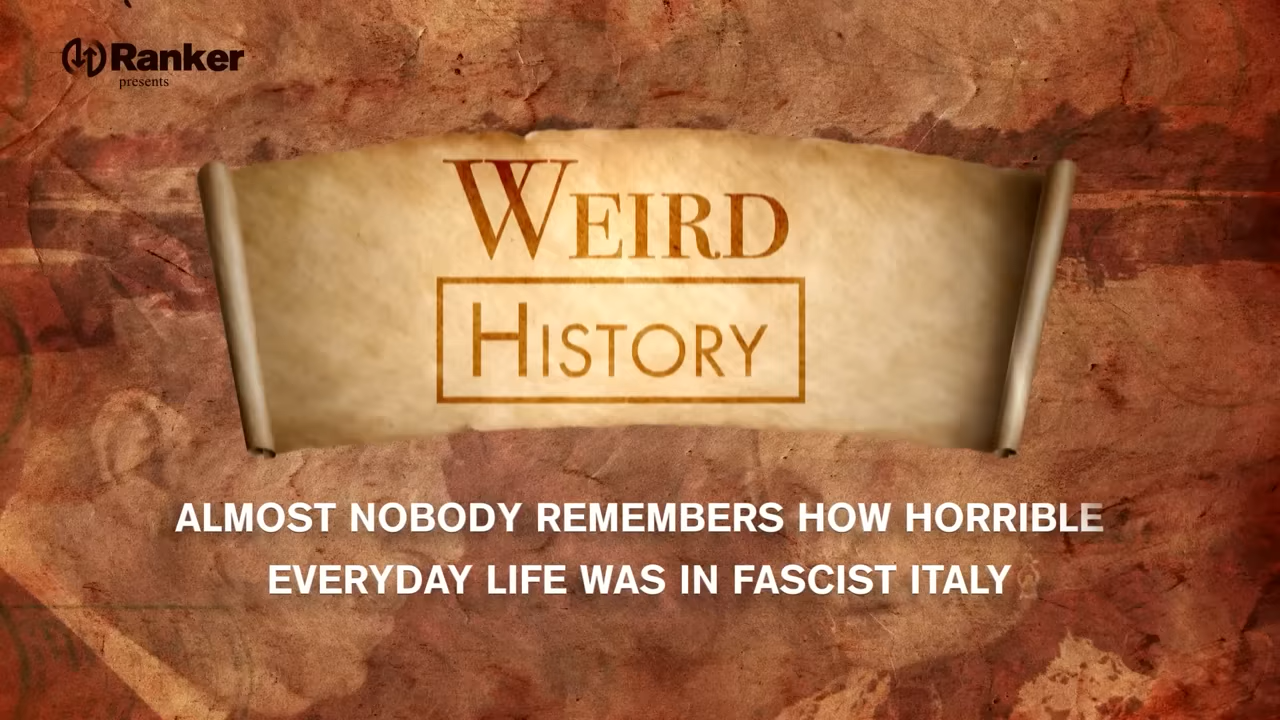 Ranker
presents
WEIRD
HISTORY
ALMOST NOBODY REMEMBERS HOW HORRIBLE
EVERYDAY LIFE WAS IN FASCIST ITALY